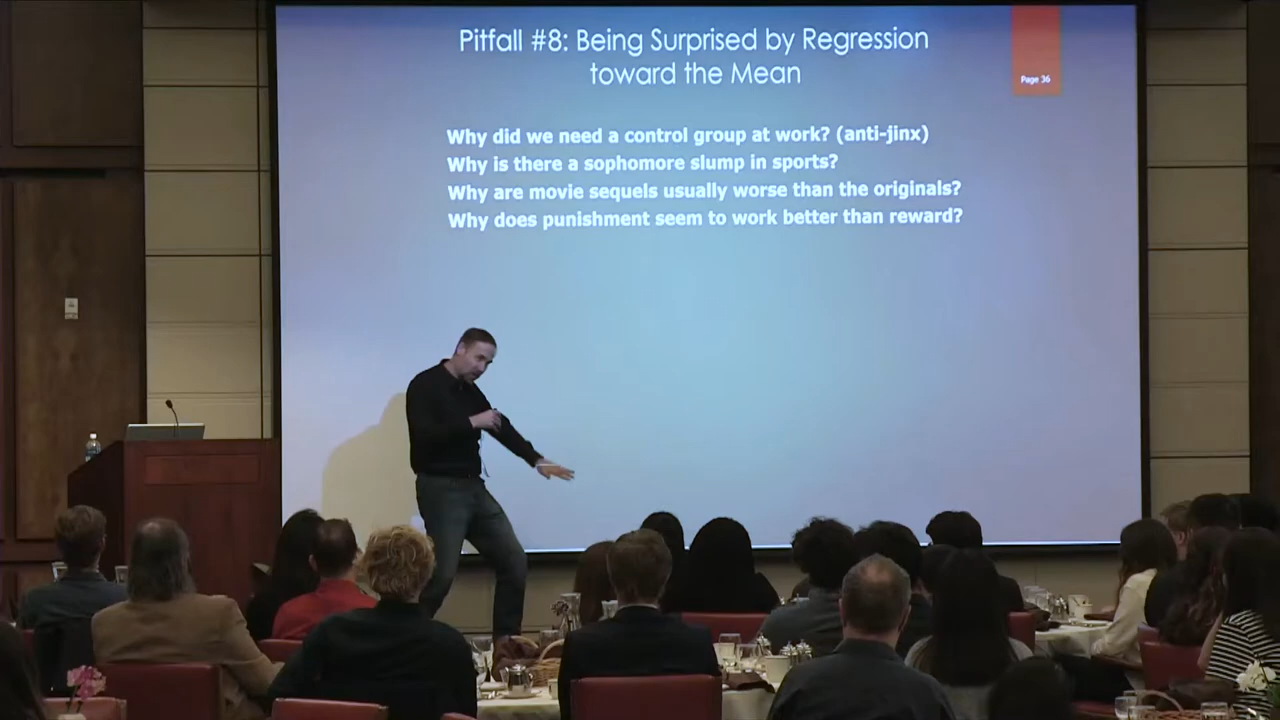 Pitfall #8: Being Surprised by Regression
toward the Mean
Page 36
Why did we need a control group at work? (anti-jinx)
Why is there a sophomore slump in sports?
Why are movie sequels usually worse than the originals?
Why does punishment seem to work better than reward?